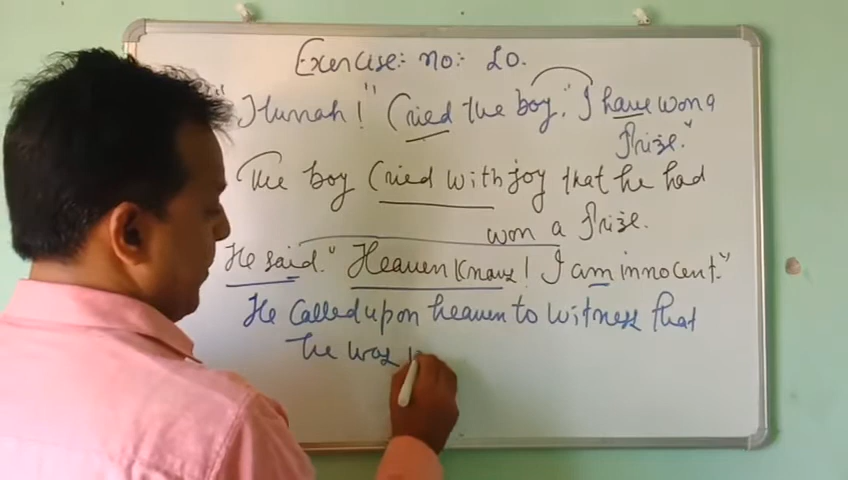 Exercise:- no:- 20.
"Hurrah!" Cried the boy, "I have won a
Prize."
The boy Cried with joy that he had
won a Prize.
He said. "Heaven Knows! I am innocent."
He Called upon heaven to witness that
The was